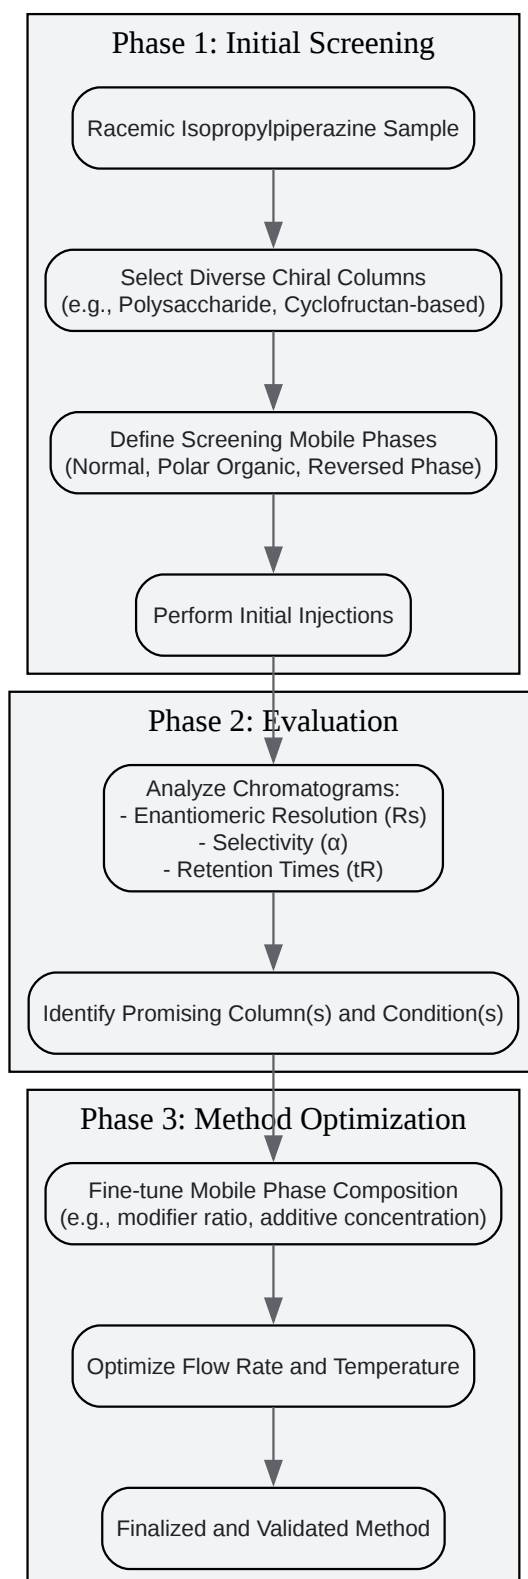 Phase 1: Initial Screening
Racemic Isopropylpiperazine Sample
Select Diverse Chiral Columns
(e.g., Polysaccharide, Cyclofructan-based)
Define Screening Mobile Phases
(Normal, Polar Organic, Reversed Phase)
Perform Initial Injections
Phase 2: Evaluation
Analyze Chromatograms:
- Enantiomeric Resolution (Rs)
- Selectivity (α)
- Retention Times (tR)
Identify Promising Column(s) and Condition(s)
Phase 3: Method Optimization
Fine-tune Mobile Phase Composition
(e.g., modifier ratio, additive concentration)
Optimize Flow Rate and Temperature
Finalized and Validated Method